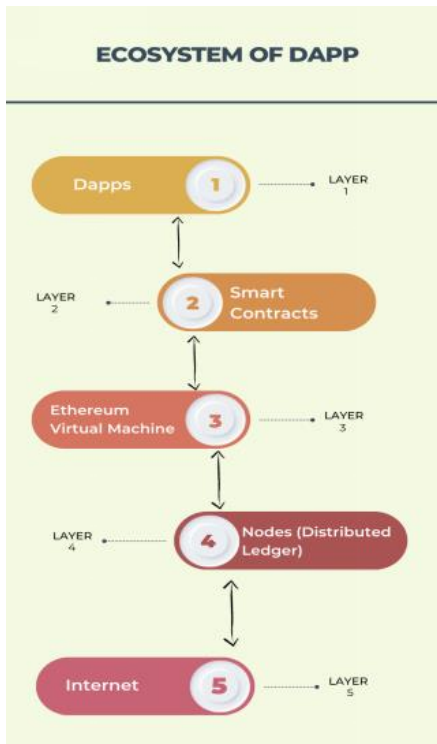 ECOSYSTEM OF DAPP
Dapps
1
LAYER
1
LAYER
2
2
Smart
Contracts
Ethereum
Virtual Machine
3
LAYER
3
LAYER
4
4
Nodes (Distributed
Ledger)
Internet
5
LAYER
5